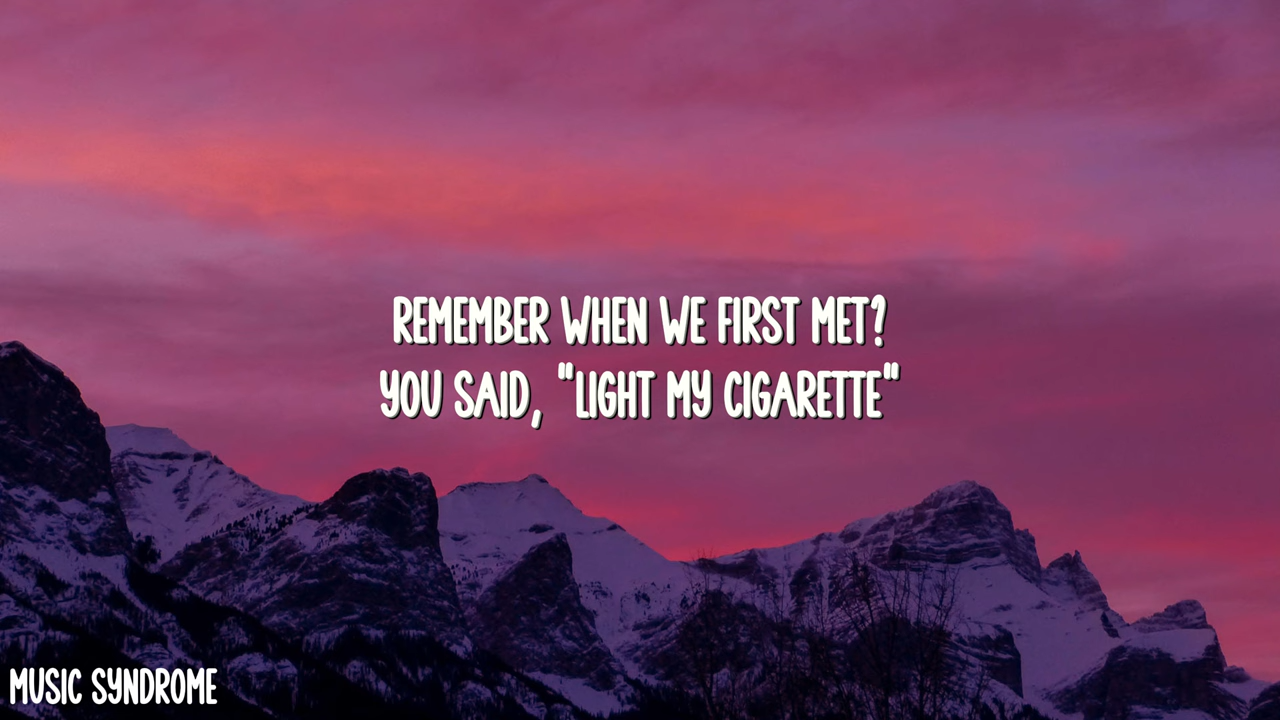 REMEMBER WHEN WE FIRST MET?
YOU SAID, "LIGHT MY CIGARETTE"
MUSIC SYNDROME